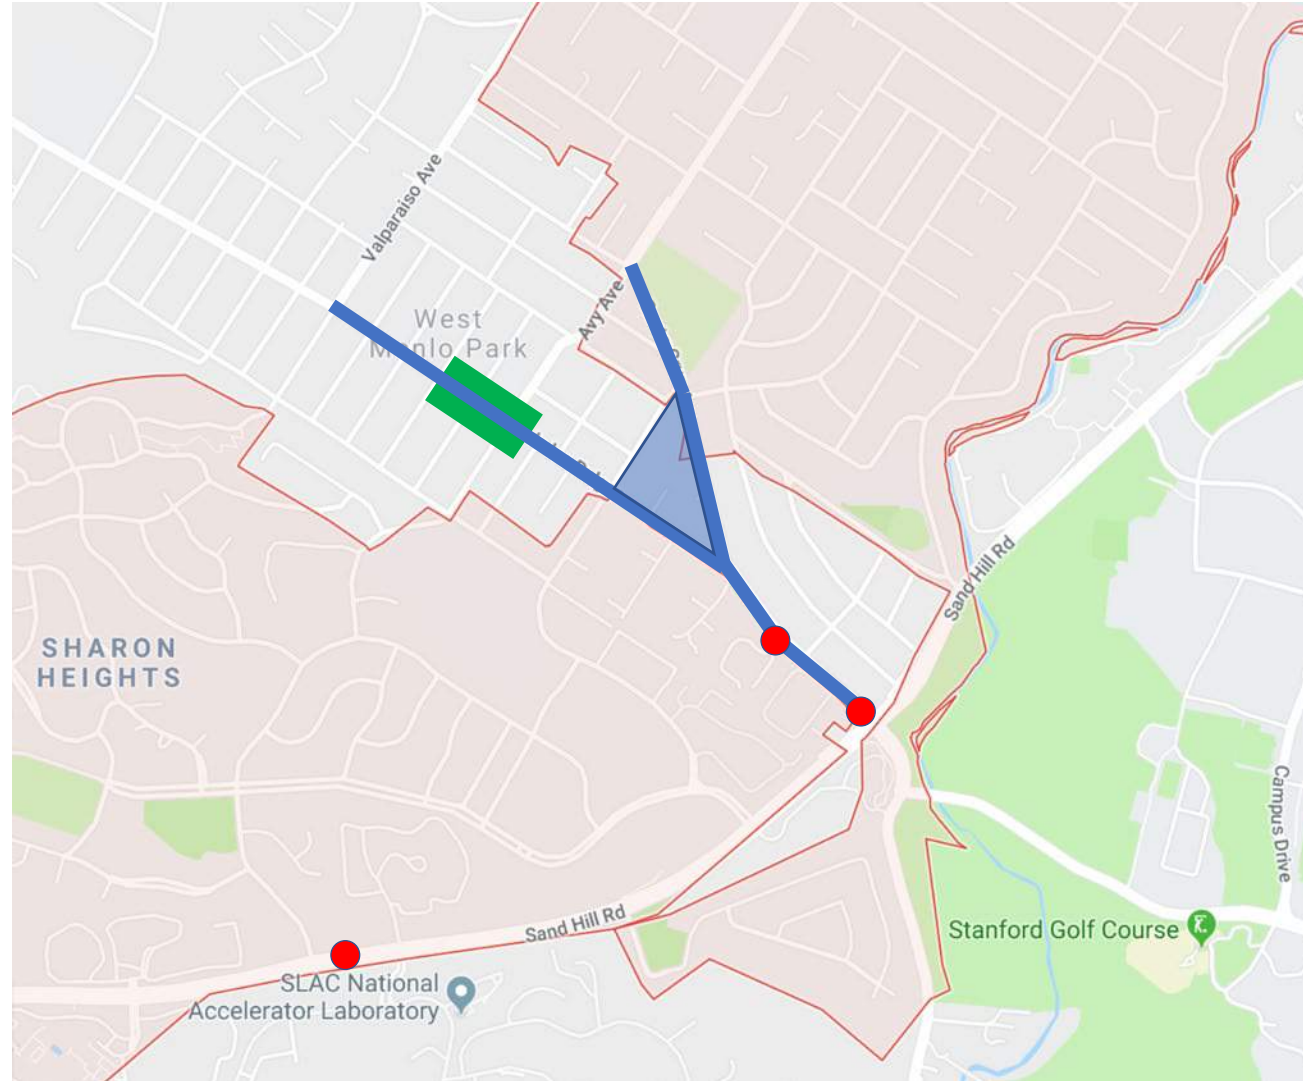 Valparaiso Ave
West
Menlo Park
Avy Ave
Sand Hill Rd
SHARON
HEIGHTS
Campus Drive
Sand Hill Rd
Stanford Golf Course
SLAC National
Accelerator Laboratory